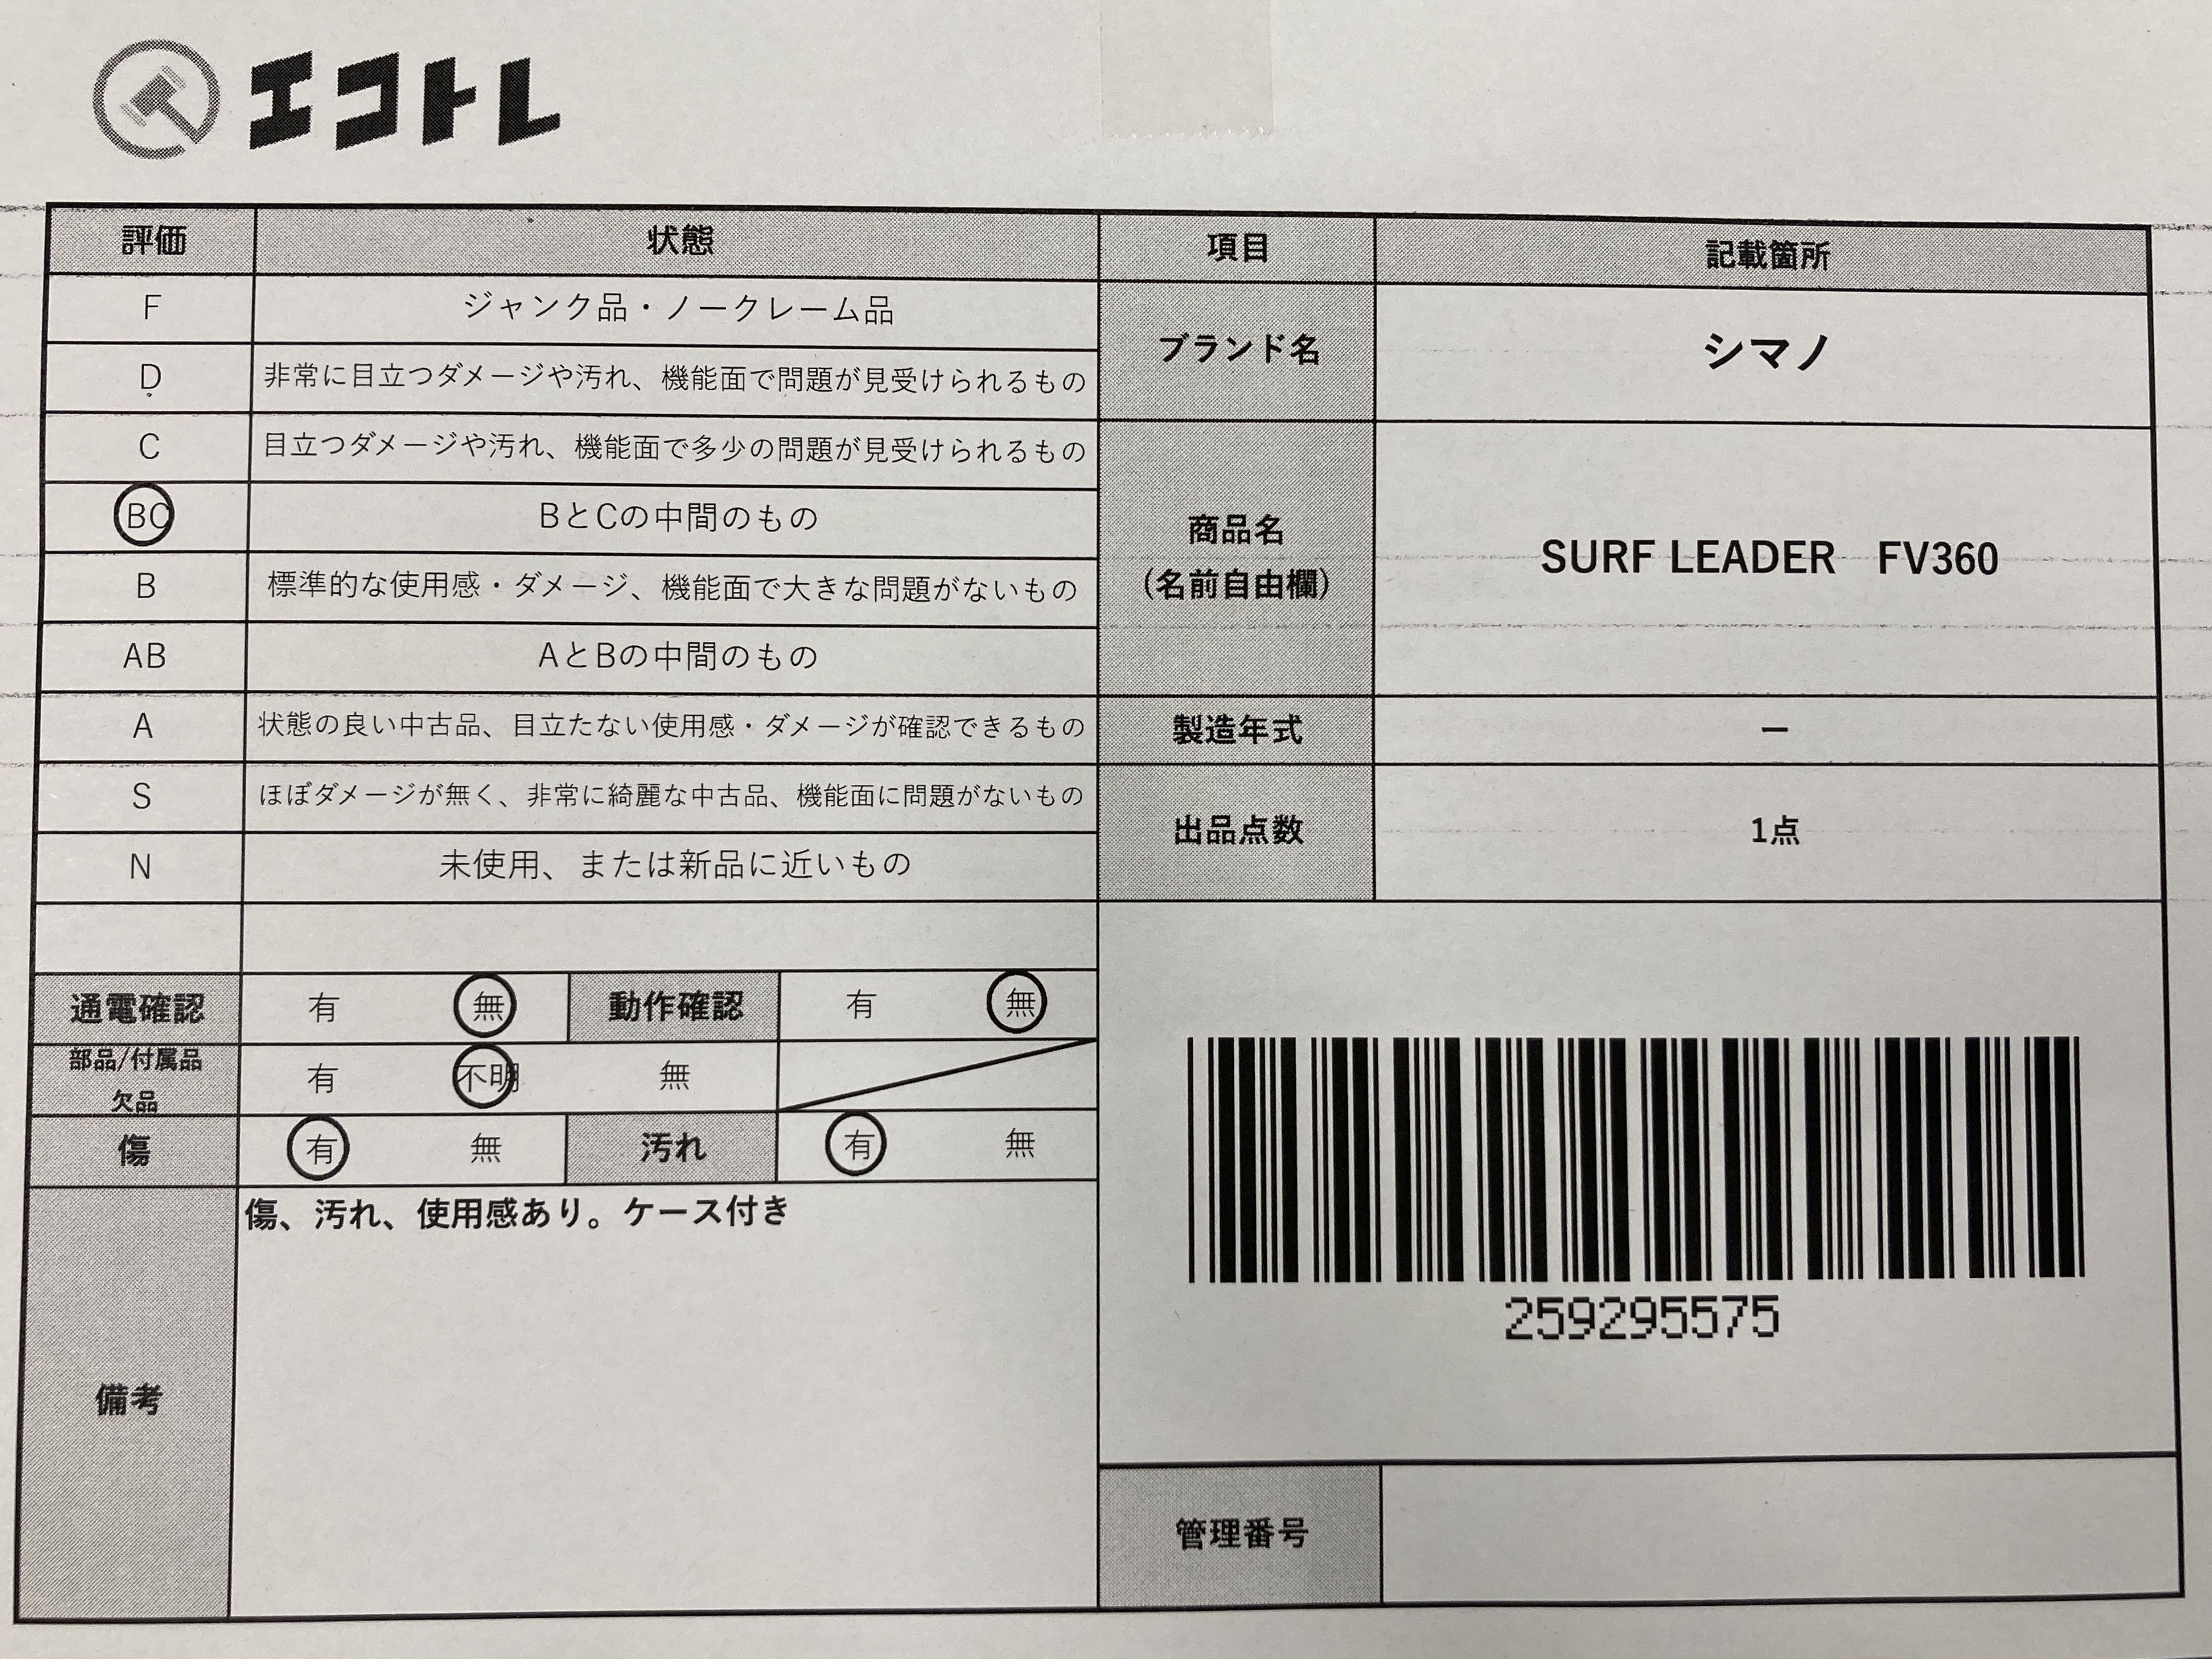 エコトレ
評価 状態 項目 記載箇所
F ジャンク品・ノークレーム品
ブランド名 シマノ
D 非常に目立つダメージや汚れ、機能面で問題が見受けられるもの
C 目立つダメージや汚れ、機能面で多少の問題が見受けられるもの
BC BとCの中間のもの
商品名
(名前自由欄)
SURF LEADER　FV360
B 標準的な使用感・ダメージ、機能面で大きな問題がないもの
AB AとBの中間のもの
A 状態の良い中古品、目立たない使用感・ダメージが確認できるもの
製造年式 ー
S ほぼダメージが無く、非常に綺麗な中古品、機能面に問題がないもの
出品点数 1点
N 未使用、または新品に近いもの
通電確認 有 無 動作確認 有 無
部品/付属品
欠品
有 不明 無
傷 有 無 汚れ 有 無
備考
傷、汚れ、使用感あり。ケース付き
259295575
管理番号